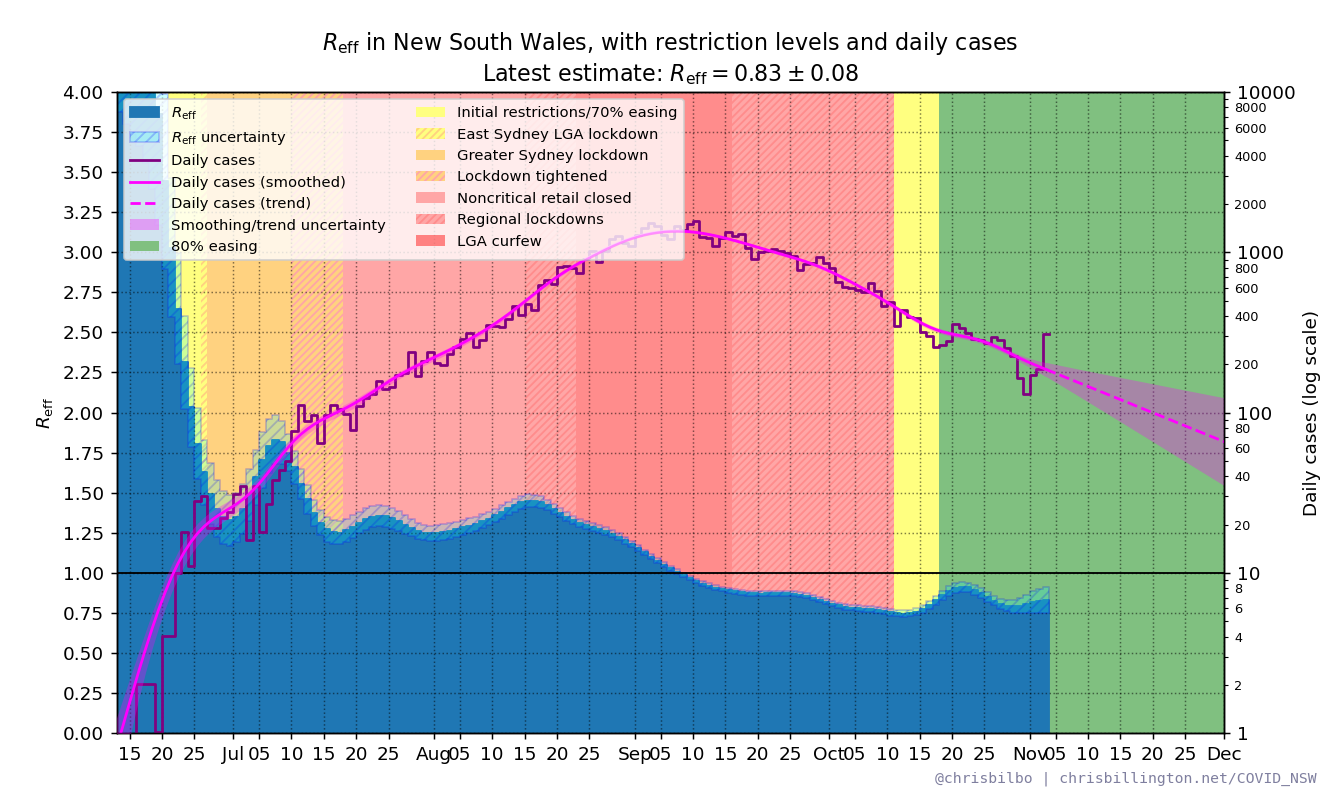 R_eff in New South Wales, with restriction levels and daily cases
Latest estimate: R_eff = 0.83 ± 0.08
R_eff
R_eff uncertainty
Daily cases
Daily cases (smoothed)
Daily cases (trend)
Smoothing/trend uncertainty
80% easing
Initial restrictions/70% easing
East Sydney LGA lockdown
Greater Sydney lockdown
Lockdown tightened
Noncritical retail closed
Regional lockdowns
LGA curfew
R_eff
4.00
3.75
3.50
3.25
3.00
2.75
2.50
2.25
2.00
1.75
1.50
1.25
1.00
0.75
0.50
0.25
0.00
10000
8000
6000
4000
2000
1000
800
600
400
200
100
80
60
40
20
10
8
6
4
2
1
Daily cases (log scale)
15 20 25 Jul 05 10 15 20 25 Aug 05 10 15 20 25 Sep 05 10 15 20 25 Oct 05 10 15 20 25 Nov 05 10 15 20 25 Dec
@chrisbilbo | chrisbillington.net/COVID_NSW